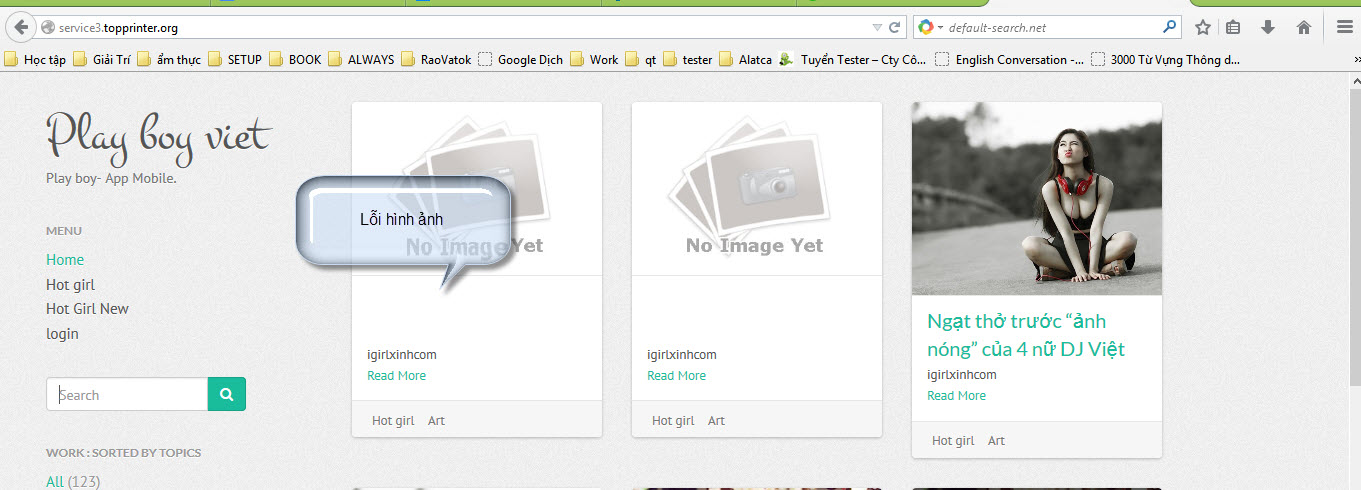 service3.topprinter.org
default-search.net
Học tập
Giải Trí
ẩm thực
SETUP
BOOK
ALWAYS
RaoVatok
Google Dịch
Work
qt
tester
Alatca
Tuyển Tester – Cty Cô...
English Conversation -...
3000 Từ Vựng Thông d...
Play boy viet
Play boy- App Mobile.
MENU
Home
Hot girl
Hot Girl New
login
Search
WORK : SORTED BY TOPICS
All (123)
Lỗi hình ảnh
No Image Yet
igirlxinhcom
Read More
Hot girl Art
No Image Yet
igirlxinhcom
Read More
Hot girl Art
Ngạt thở trước “ảnh
nóng” của 4 nữ DJ Việt
igirlxinhcom
Read More
Hot girl Art